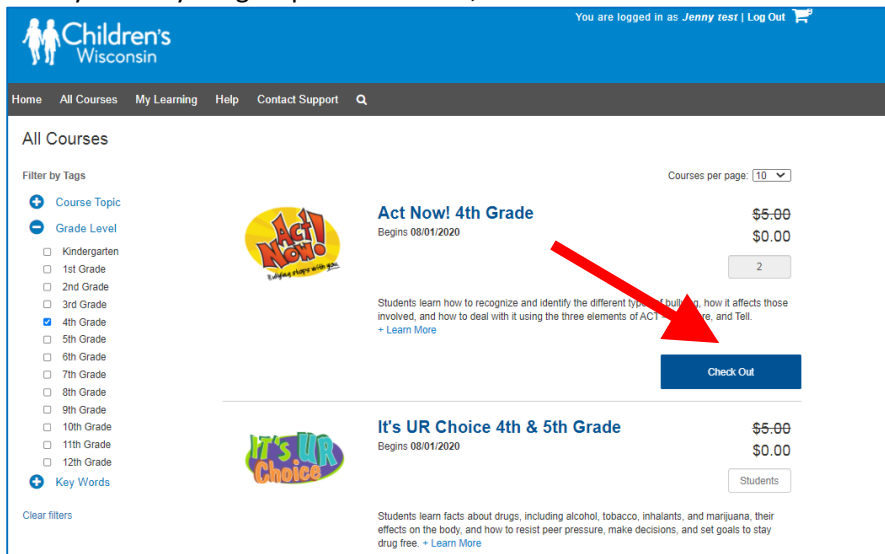 You are logged in as Jenny test | Log Out
Children's
Wisconsin
Home All Courses My Learning Help Contact Support
All Courses
Filter by Tags
Courses per page: 10
Course Topic
Grade Level
Kindergarten
1st Grade
2nd Grade
3rd Grade
4th Grade
5th Grade
6th Grade
7th Grade
8th Grade
9th Grade
10th Grade
11th Grade
12th Grade
Key Words
Clear filters
ACT
NOW!
Bullying stops with you.
Act Now! 4th Grade
Begins 08/01/2020
$5.00
$0.00
2
Students learn how to recognize and identify the different of bullying, how it affects those
involved, and how to deal with it using the three elements of ACT and Tell.
+ Learn More
Check Out
IT'S UR
Choice
It's UR Choice 4th & 5th Grade
Begins 08/01/2020
$5.00
$0.00
Students
Students learn facts about drugs, including alcohol, tobacco, inhalants, and marijuana, their
effects on the body, and how to resist peer pressure, make decisions, and set goals to stay
drug free. + Learn More